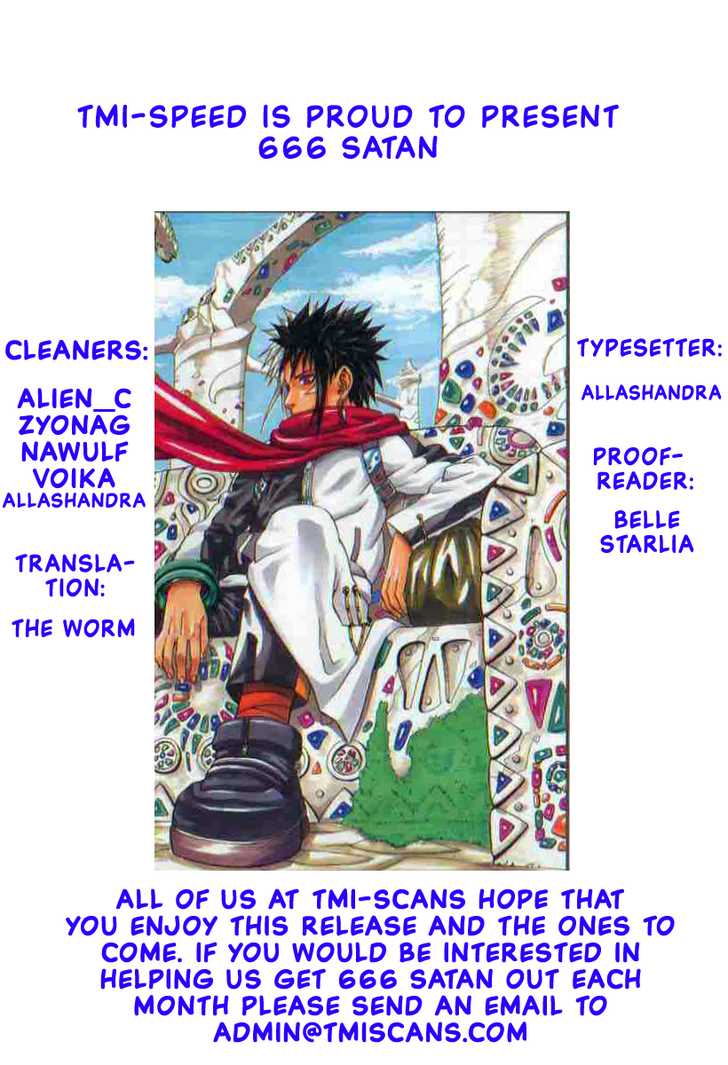 TMI-SPEED IS PROUD TO PRESENT
666 SATAN
CLEANERS:
ALIEN_C
ZYONAG
NAWULF
VOIKA
ALLASHANDRA
TRANSLA-
TION:
THE WORM
TYPESETTER:
ALLASHANDRA
PROOF-
READER:
BELLE
STARLIA
ALL OF US AT TMI-SCANS HOPE THAT
YOU ENJOY THIS RELEASE AND THE ONES TO
COME. IF YOU WOULD BE INTERESTED IN
HELPING US GET 666 SATAN OUT EACH
MONTH PLEASE SEND AN EMAIL TO
ADMIN@TMISCANS.COM